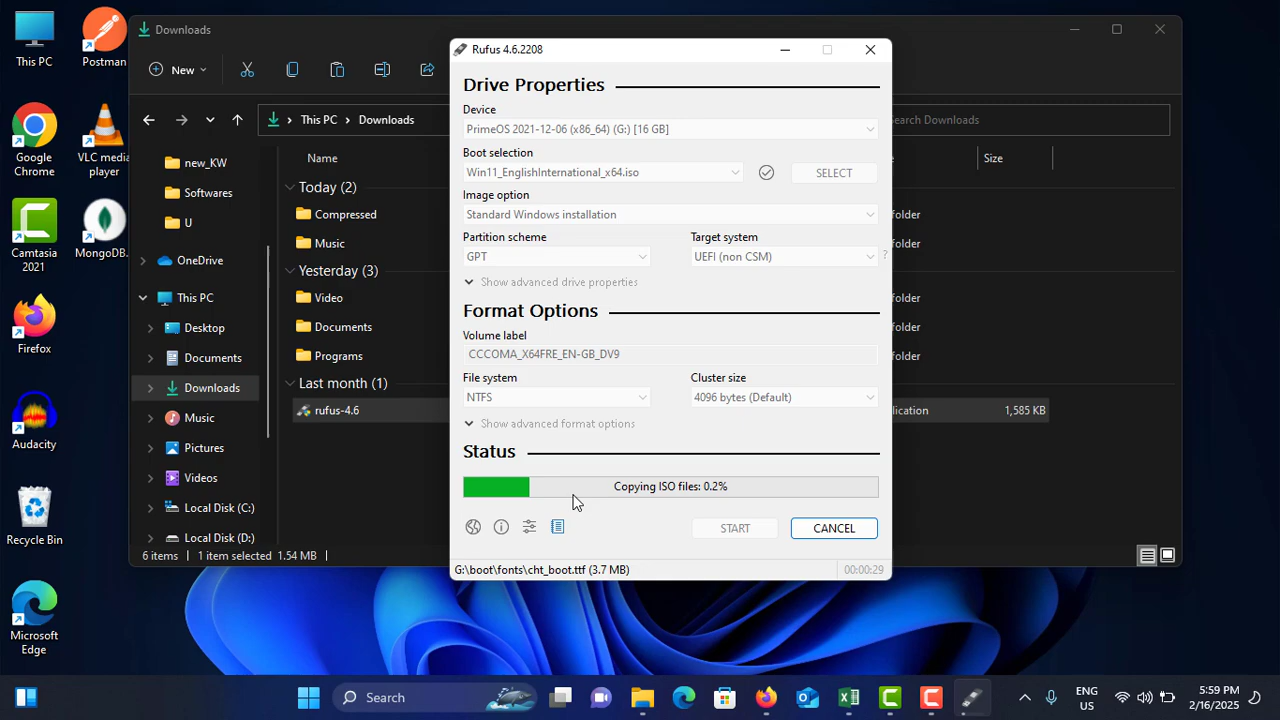 This PC
Postman
Google
Chrome
VLC media
player
Camtasia
2021
MongoDB.
Firefox
Audacity
Recycle Bin
Microsoft
Edge
Downloads
New
This PC
Downloads
Search Downloads
new_KW
Softwares
U
OneDrive
This PC
Desktop
Documents
Downloads
Music
Pictures
Videos
Local Disk (C:)
Local Disk (D:)
Name
Size
Today (2)
Compressed
folder
Music
folder
Yesterday (3)
Video
folder
Documents
folder
Programs
folder
Last month (1)
rufus-4.6
lication
1,585 KB
6 items
1 item selected 1.54 MB
Rufus 4.6.2208
Drive Properties
Device
PrimeOS 2021-12-06 (x86_64) (G:) [16 GB]
Boot selection
Win11_EnglishInternational_x64.iso
SELECT
Image option
Standard Windows installation
Partition scheme
Target system
GPT
UEFI (non CSM)
?
Show advanced drive properties
Format Options
Volume label
CCCOMA_X64FRE_EN-GB_DV9
File system
Cluster size
NTFS
4096 bytes (Default)
Show advanced format options
Status
Copying ISO files: 0.2%
START
CANCEL
G:\boot\fonts\cht_boot.ttf (3.7 MB)
00:00:29
Search
ENG
US
5:59 PM
2/16/2025